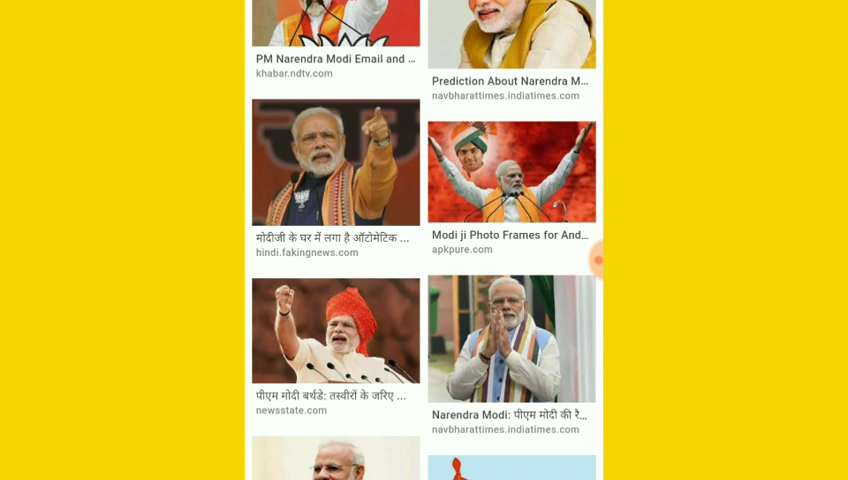 PM Narendra Modi Email and ...
khabar.ndtv.com
Prediction About Narendra M...
navbharattimes.indiatimes.com
मोदीजी के घर में लगा है ऑटोमेटिक ...
hindi.fakingnews.com
Modi ji Photo Frames for And...
apkpure.com
पीएम मोदी बर्थडे: तस्वीरों के जरिए ...
newsstate.com
Narendra Modi: पीएम मोदी की रै...
navbharattimes.indiatimes.com